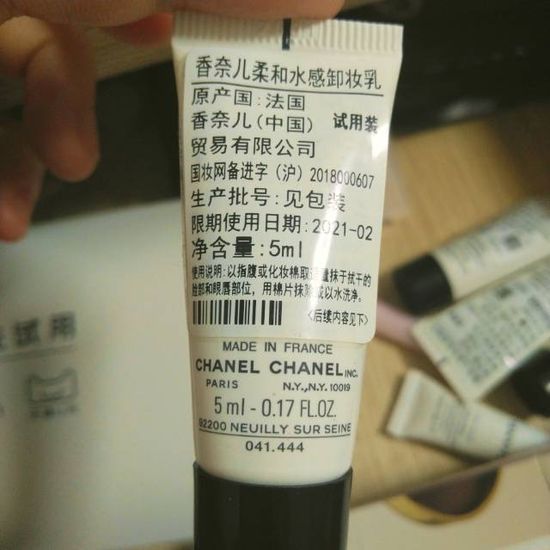 香奈儿柔和水感卸妆乳
原产国:法国
香奈儿(中国) 试用装
贸易有限公司
国妆网备进字(沪)2018000607
生产批号:见包装
限期使用日期:2021-02
净含量:5ml
使用说明:以指腹或化妆棉取适量抹于拭干的
脸部和眼唇部位,用棉片抹除或以水洗净。
<后续内容见下>
MADE IN FRANCE
CHANEL CHANEL INC.
PARIS N.Y., N.Y. 10019
5 ml - 0.17 FL.OZ.
92200 NEUILLY SUR SEINE
041.444
试用